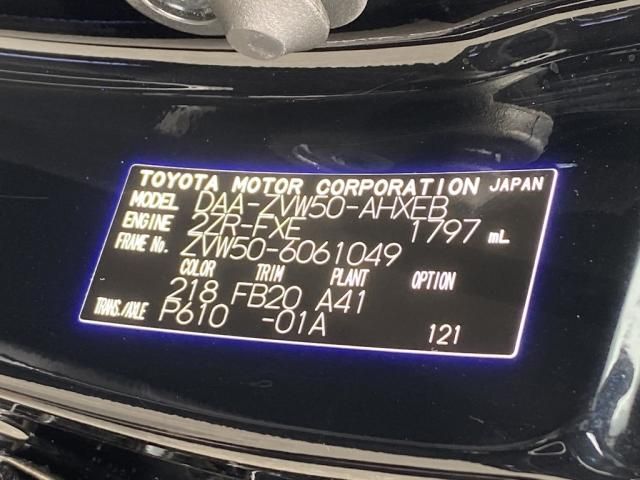 TOYOTA MOTOR CORPORATION JAPAN
MODEL DAA-ZVW50-AHXEB
ENGINE 2ZR-FXE 1797 mL
FRAME No. ZVW50-6061049
COLOR TRIM PLANT OPTION
218 FB20 A41
TRANS./AXLE P610 -01A 121